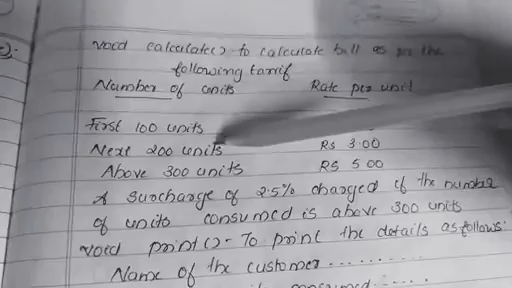 void calculate() to calculate bill as per the
following tarrif
Number of units Rate per unit
First 100 units
Next 200 units RS 3.00
Above 300 units RS 5.00
A surcharge of 2.5% charged if the number
of units consumed is above 300 units
void print() - To print the details as follows:
Name of the customer ..........
consumed ......